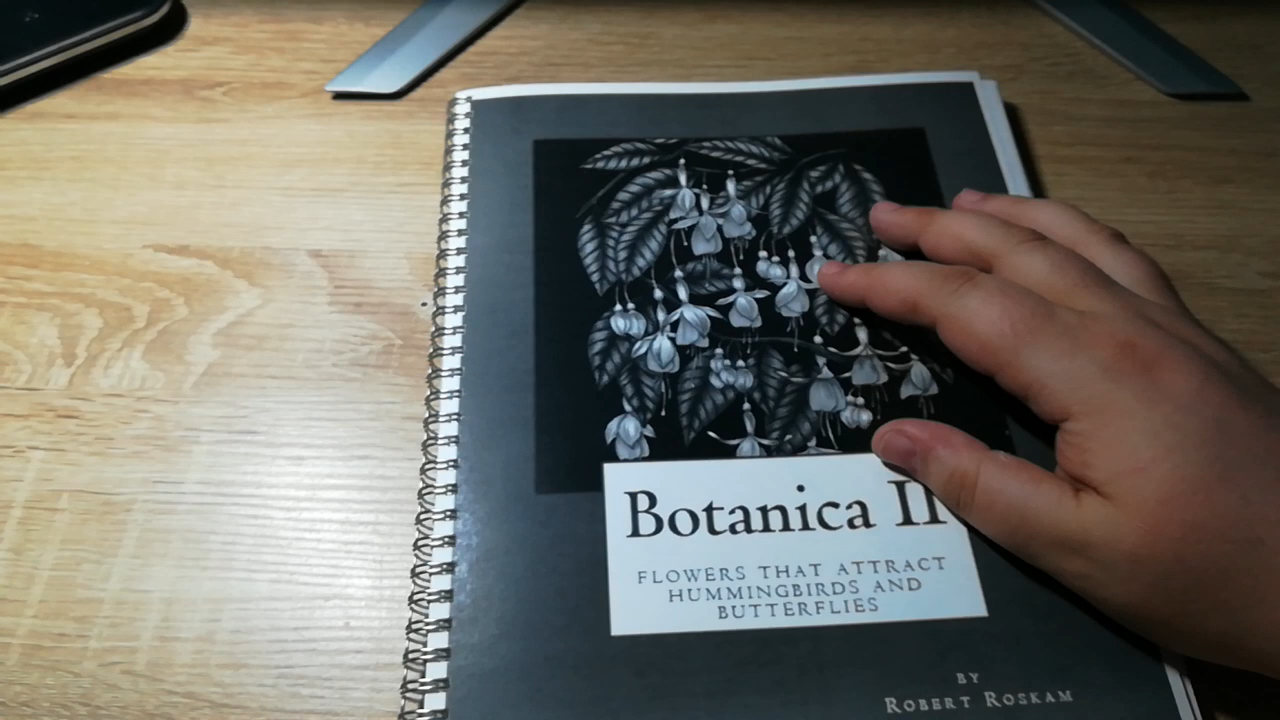 Botanica II
FLOWERS THAT ATTRACT
HUMMINGBIRDS AND
BUTTERFLIES
BY
ROBERT ROSKAM